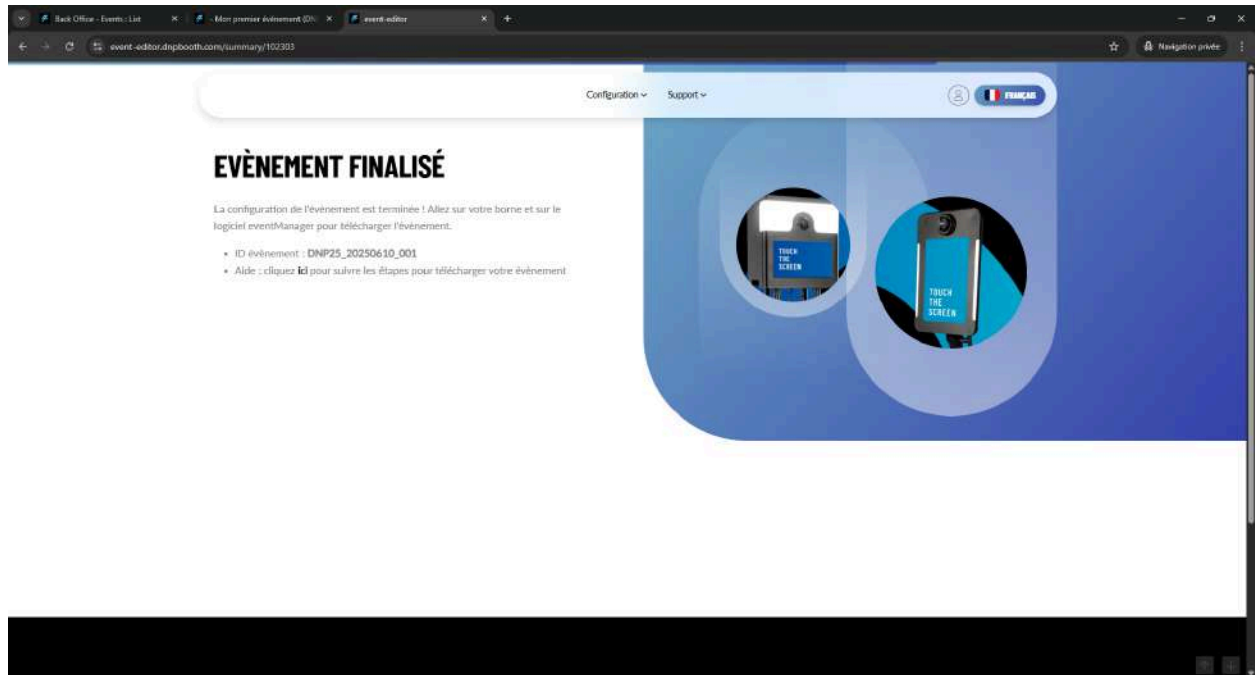 Back Office - Events : List
- Mon premier événement (DN
event-editor
event-editor.dnpbooth.com/summary/102303
Navigation privée
Configuration
Support
FRANÇAIS
EVÈNEMENT FINALISÉ
La configuration de l'évènement est terminée ! Allez sur votre borne et sur le
logiciel eventManager pour télécharger l'évènement.
• ID évènement : DNP25_20250610_001
• Aide : cliquez ici pour suivre les étapes pour télécharger votre évènement
TOUCH
THE
SCREEN
TOUCH
THE
SCREEN